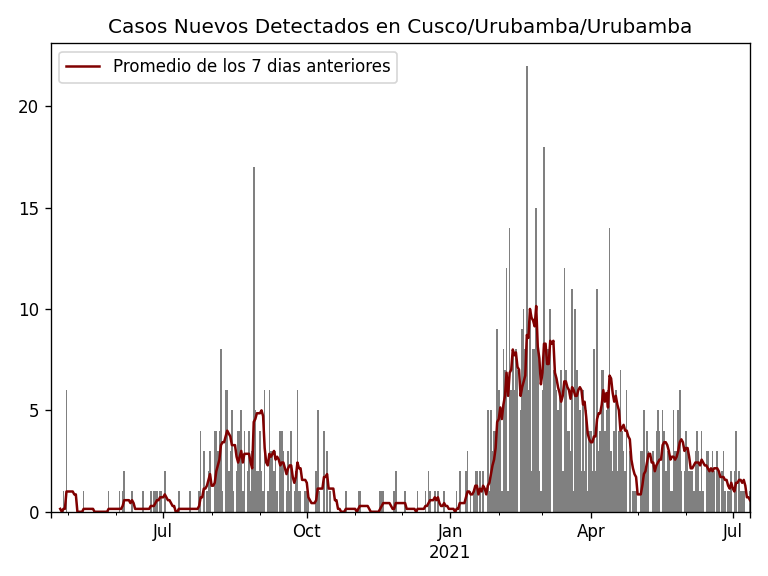 Casos Nuevos Detectados en Cusco/Urubamba/Urubamba
Promedio de los 7 dias anteriores
20
15
10
5
0
Jul
Oct
Jan
2021
Apr
Jul